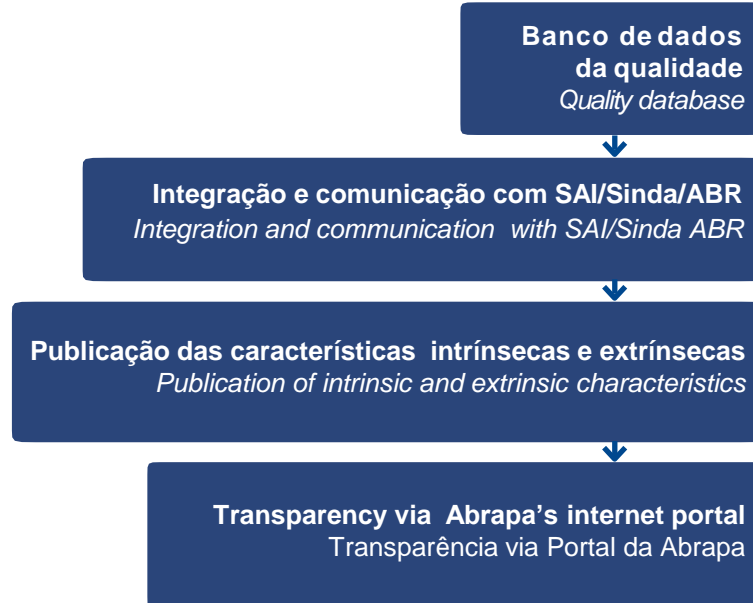 Banco de dados
da qualidade
Quality database
Integração e comunicação com SAI/Sinda/ABR
Integration and communication with SAI/Sinda ABR
Publicação das características intrínsecas e extrínsecas
Publication of intrinsic and extrinsic characteristics
Transparency via Abrapa's internet portal
Transparência via Portal da Abrapa